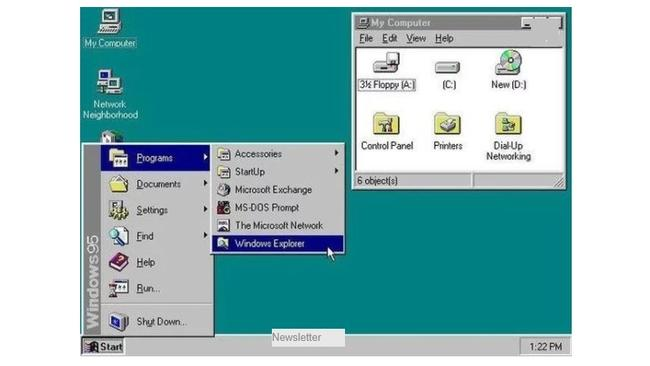 My Computer
Network
Neighborhood
My Computer
File Edit View Help
3½ Floppy (A:)
(C:)
New (D:)
Control Panel
Printers
Dial-Up
Networking
6 object(s)
Windows95
Programs
Documents
Settings
Find
Help
Run...
Shut Down...
Accessories
StartUp
Microsoft Exchange
MS-DOS Prompt
The Microsoft Network
Windows Explorer
Newsletter
Start
1:22 PM